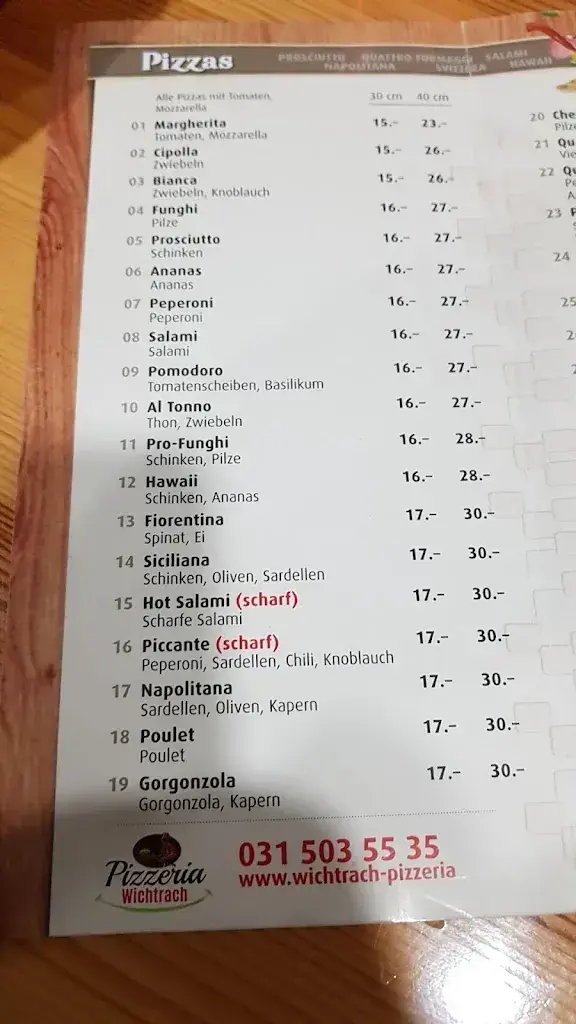 Pizzas
PROSCIUTTO QUATTRO FORMAGGI SALAMI
NAPOLITANA SVIZZERA HAWAII
Alle Pizzas mit Tomaten, 30 cm 40 cm
Mozzarella
01 Margherita 15.- 23.-
Tomaten, Mozzarella
02 Cipolla 15.- 26.-
Zwiebeln
03 Bianca 15.- 26.-
Zwiebeln, Knoblauch
04 Funghi 16.- 27.-
Pilze
05 Prosciutto 16.- 27.-
Schinken
06 Ananas 16.- 27.-
Ananas
07 Peperoni 16.- 27.-
Peperoni
08 Salami 16.- 27.-
Salami
09 Pomodoro 16.- 27.-
Tomatenscheiben, Basilikum
10 Al Tonno 16.- 27.-
Thon, Zwiebeln
11 Pro-Funghi 16.- 28.-
Schinken, Pilze
12 Hawaii 16.- 28.-
Schinken, Ananas
13 Fiorentina 17.- 30.-
Spinat, Ei
14 Siciliana 17.- 30.-
Schinken, Oliven, Sardellen
15 Hot Salami (scharf) 17.- 30.-
Scharfe Salami
16 Piccante (scharf) 17.- 30.-
Peperoni, Sardellen, Chili, Knoblauch
17 Napolitana 17.- 30.-
Sardellen, Oliven, Kapern
18 Poulet 17.- 30.-
Poulet
19 Gorgonzola 17.- 30.-
Gorgonzola, Kapern
Pizzeria
Wichtrach
031 503 55 35
www.wichtrach-pizzeria
20 Che
Pilze
21 Qu
Vie
22 Qu
23
24
25